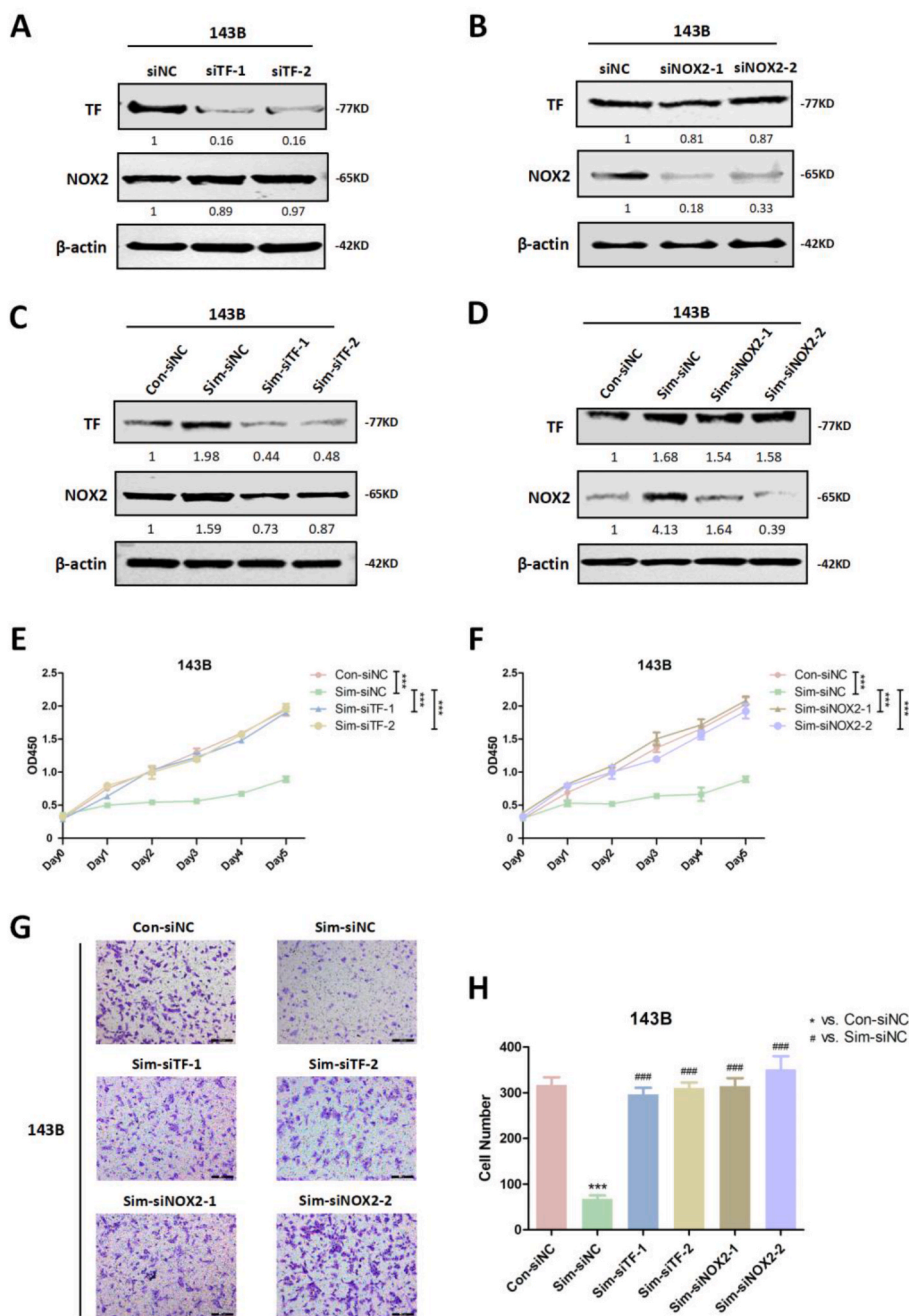 A
143B
siNC siTF-1 siTF-2
TF -77KD
1 0.16 0.16
NOX2 -65KD
1 0.89 0.97
β-actin -42KD
B
143B
siNC siNOX2-1 siNOX2-2
TF -77KD
1 0.81 0.87
NOX2 -65KD
1 0.18 0.33
β-actin -42KD
C
143B
Con-siNC Sim-siNC Sim-siTF-1 Sim-siTF-2
TF -77KD
1 1.98 0.44 0.48
NOX2 -65KD
1 1.59 0.73 0.87
β-actin -42KD
D
143B
Con-siNC Sim-siNC Sim-siNOX2-1 Sim-siNOX2-2
TF -77KD
1 1.68 1.54 1.58
NOX2 -65KD
1 4.13 1.64 0.39
β-actin -42KD
E
143B
2.5
2.0
1.5
1.0
0.5
0
OD450
Day0 Day1 Day2 Day3 Day4 Day5
Con-siNC
Sim-siNC
Sim-siTF-1
Sim-siTF-2
*** *** ***
F
143B
2.5
2.0
1.5
1.0
0.5
0
OD450
Day0 Day1 Day2 Day3 Day4 Day5
Con-siNC
Sim-siNC
Sim-siNOX2-1
Sim-siNOX2-2
*** *** ***
G
143B
Con-siNC Sim-siNC
Sim-siTF-1 Sim-siTF-2
Sim-siNOX2-1 Sim-siNOX2-2
H
143B
* vs. Con-siNC
# vs. Sim-siNC
400
300
200
100
0
Cell Number
*** ### ### ### ###
Con-siNC Sim-siNC Sim-siTF-1 Sim-siTF-2 Sim-siNOX2-1 Sim-siNOX2-2